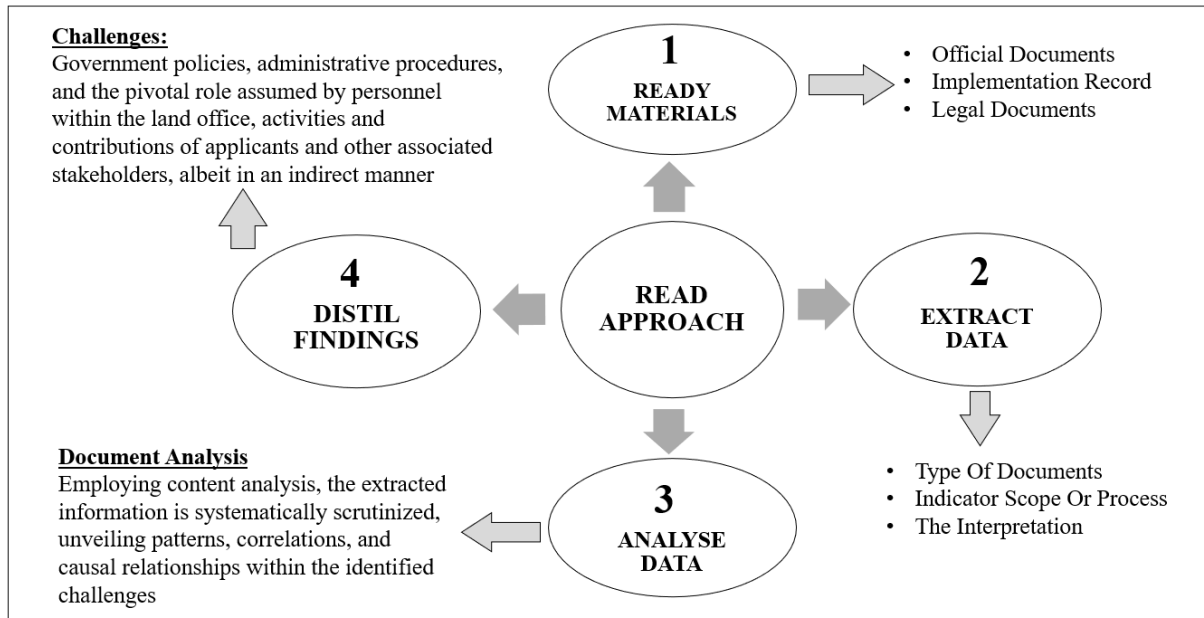 Challenges:
Government policies, administrative procedures,
and the pivotal role assumed by personnel
within the land office, activities and
contributions of applicants and other associated
stakeholders, albeit in an indirect manner
1
READY
MATERIALS
• Official Documents
• Implementation Record
• Legal Documents
4
DISTIL
FINDINGS
READ
APPROACH
2
EXTRACT
DATA
Document Analysis
Employing content analysis, the extracted
information is systematically scrutinized,
unveiling patterns, correlations, and
causal relationships within the identified
challenges
3
ANALYSE
DATA
• Type Of Documents
• Indicator Scope Or Process
• The Interpretation